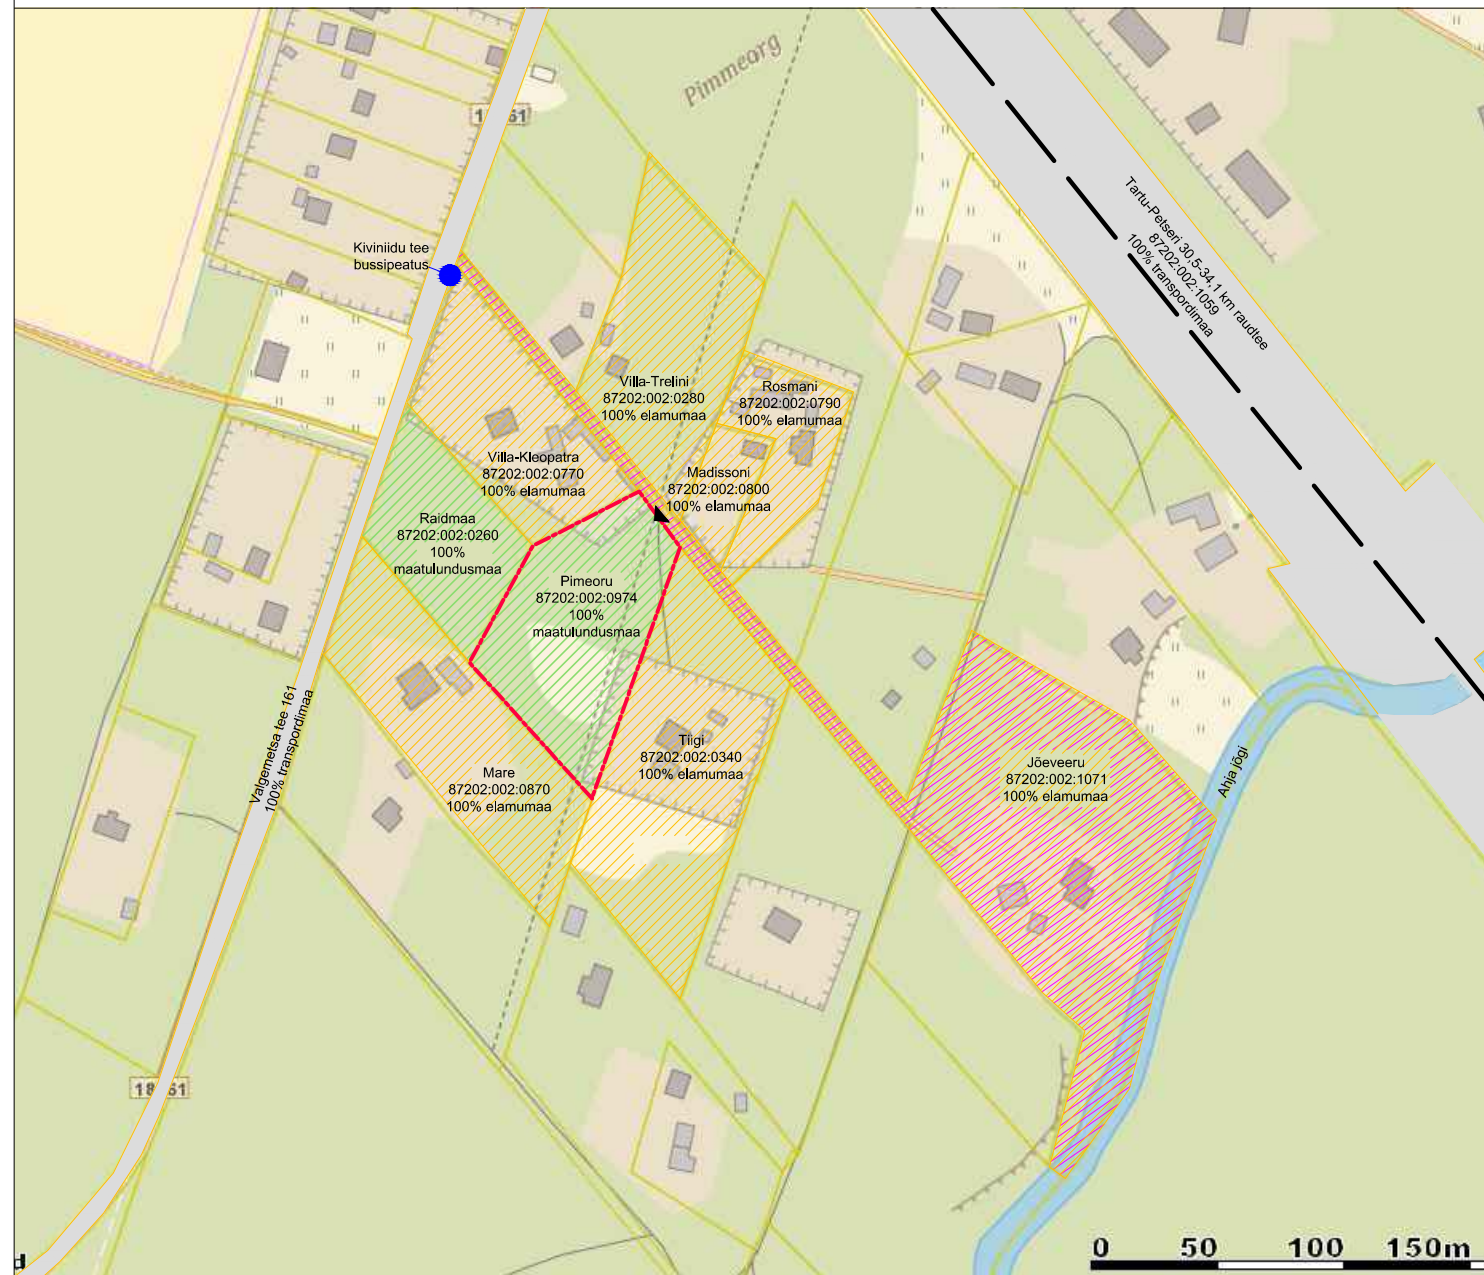 Pimmeorg
Kiviniidu tee
bussipeatus
Tartu-Petseri 30,5-34,1 km raudtee
87202:002:1059
100% transpordimaa
Villa-Trelini
87202:002:0280
100% elamumaa
Rosmani
87202:002:0790
100% elamumaa
Villa-Kleopatra
87202:002:0770
100% elamumaa
Madissoni
87202:002:0800
100% elamumaa
Raidmaa
87202:002:0260
100%
maatulundusmaa
Pimeoru
87202:002:0974
100%
maatulundusmaa
Valgemetsa tee 161
100% transpordimaa
Mare
87202:002:0870
100% elamumaa
Tiigi
87202:002:0340
100% elamumaa
Jõeveeru
87202:002:1071
100% elamumaa
Ahja jõgi
0 50 100 150m